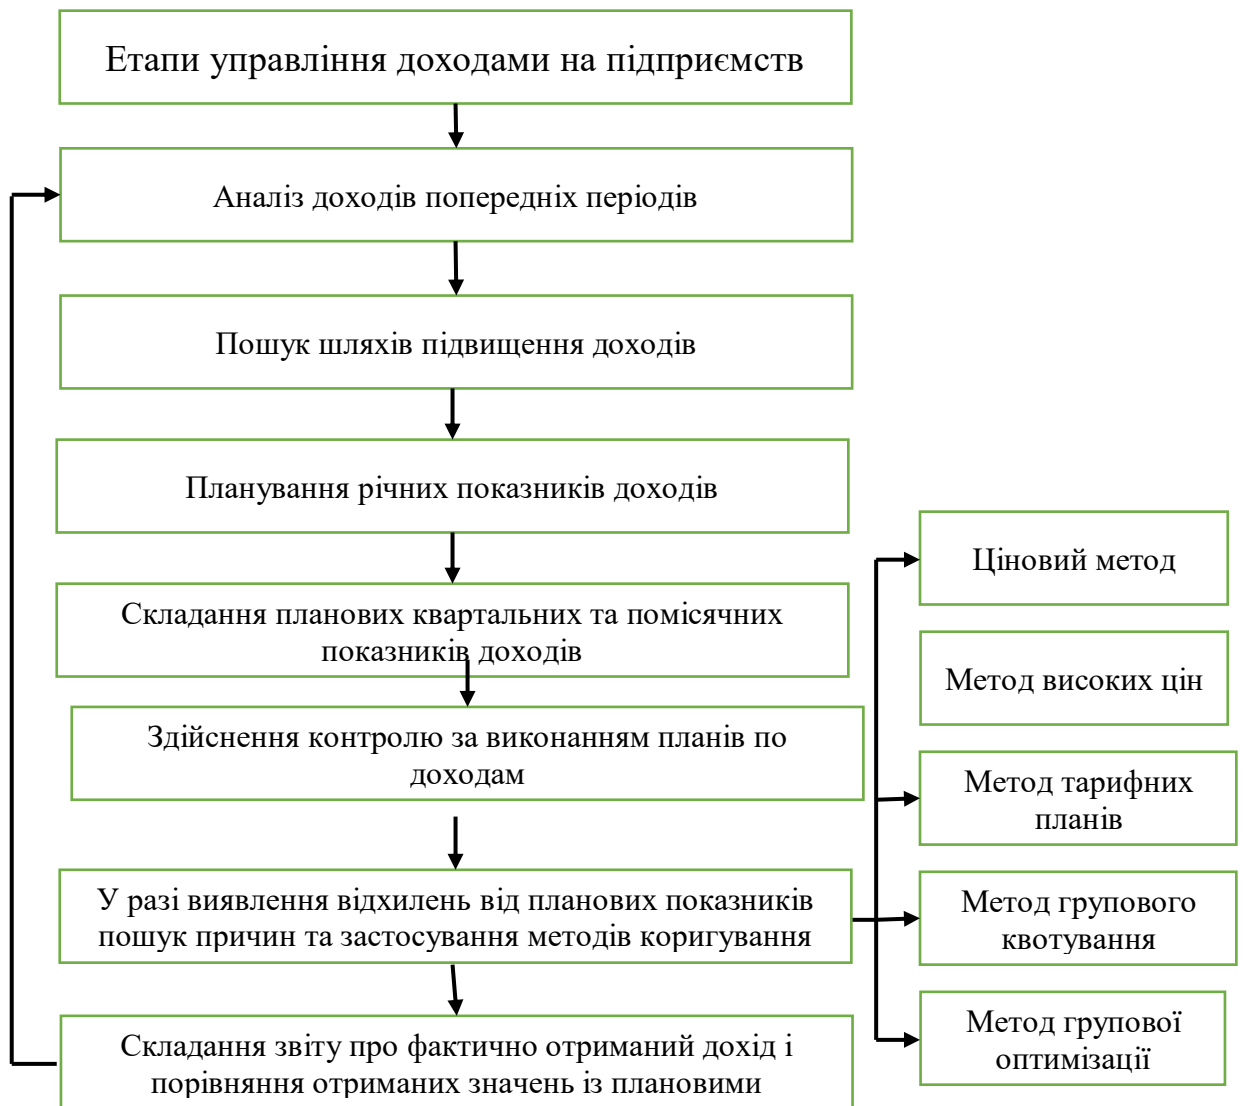 Етапи управління доходами на підприємств
Аналіз доходів попередніх періодів
Пошук шляхів підвищення доходів
Планування річних показників доходів
Складання планових квартальних та помісячних
показників доходів
Здійснення контролю за виконанням планів по
доходам
У разі виявлення відхилень від планових показників
пошук причин та застосування методів коригування
Складання звіту про фактично отриманий дохід і
порівняння отриманих значень із плановими
Ціновий метод
Метод високих цін
Метод тарифних
планів
Метод групового
квотування
Метод групової
оптимізації